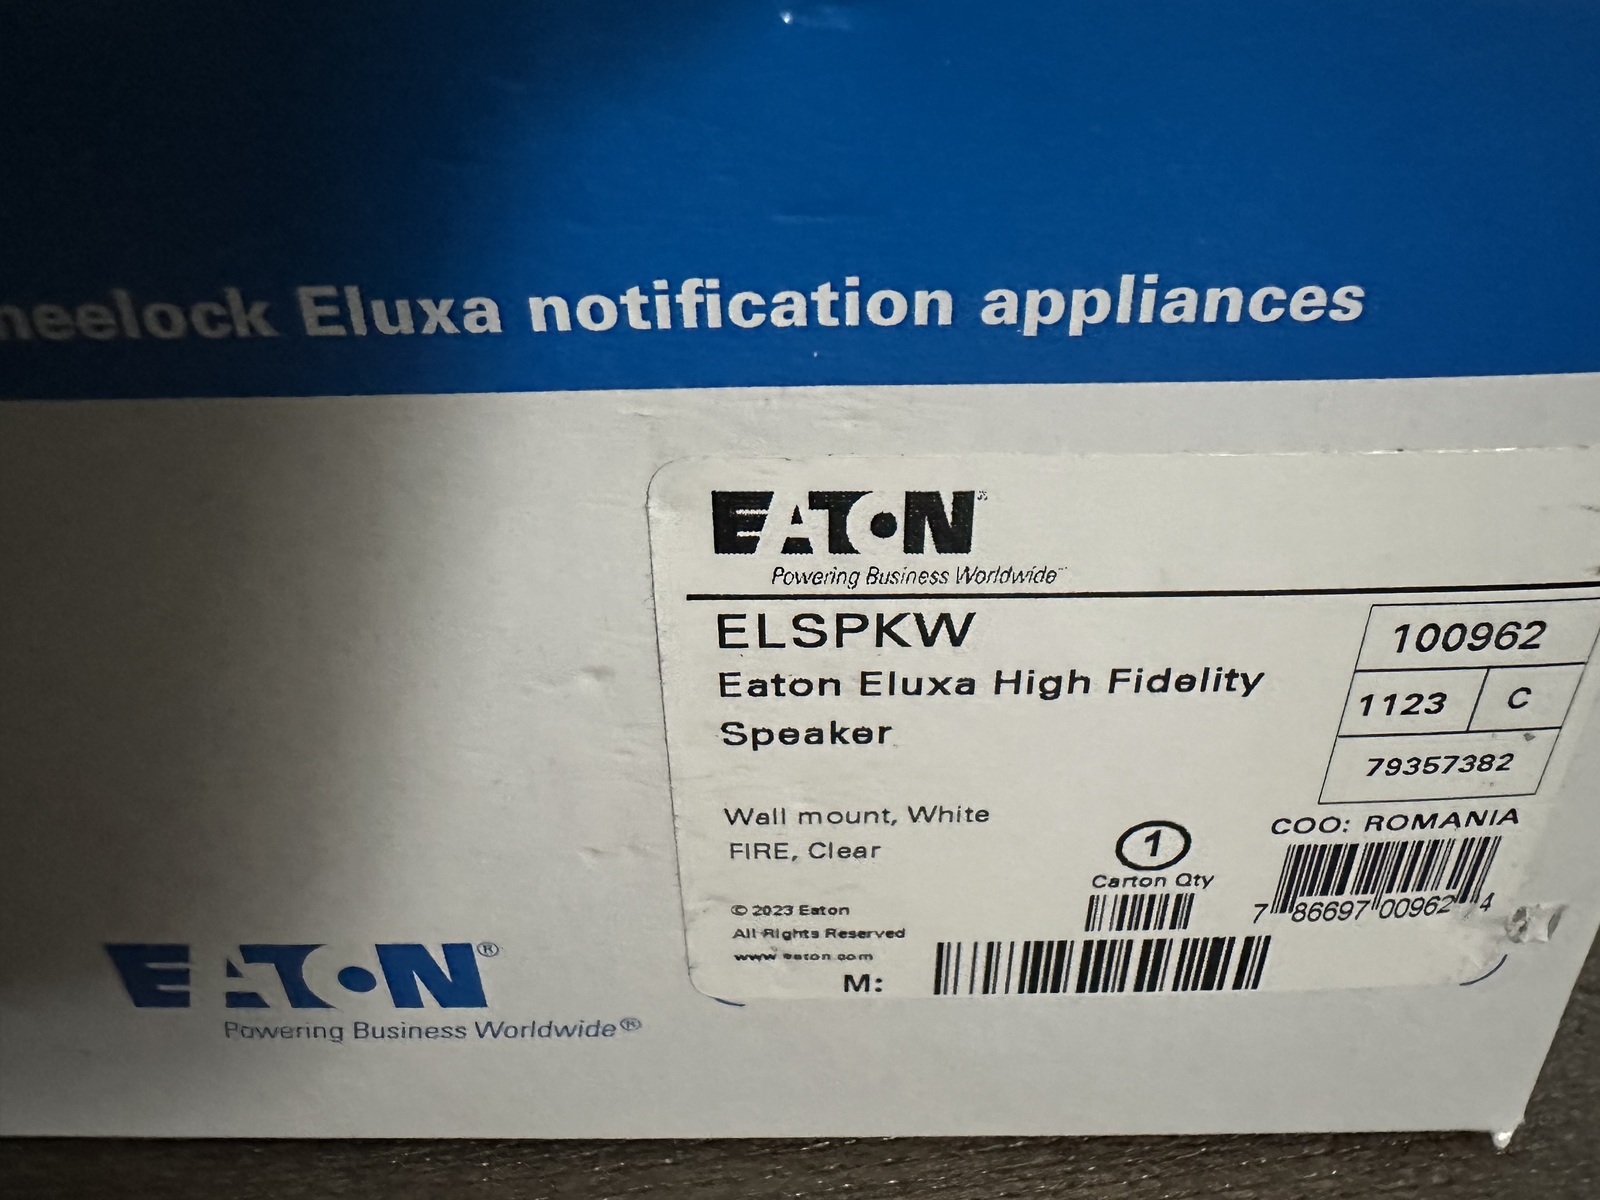 heelock Eluxa notification appliances
EATON
Powering Business Worldwide™
ELSPKW
Eaton Eluxa High Fidelity
Speaker
100962
1123 C
79357382
Wall mount, White
FIRE, Clear
1
Carton Qty
COO: ROMANIA
7 86697 00962 4
© 2023 Eaton
All Rights Reserved
www.eaton.com
M:
EATON®
Powering Business Worldwide®